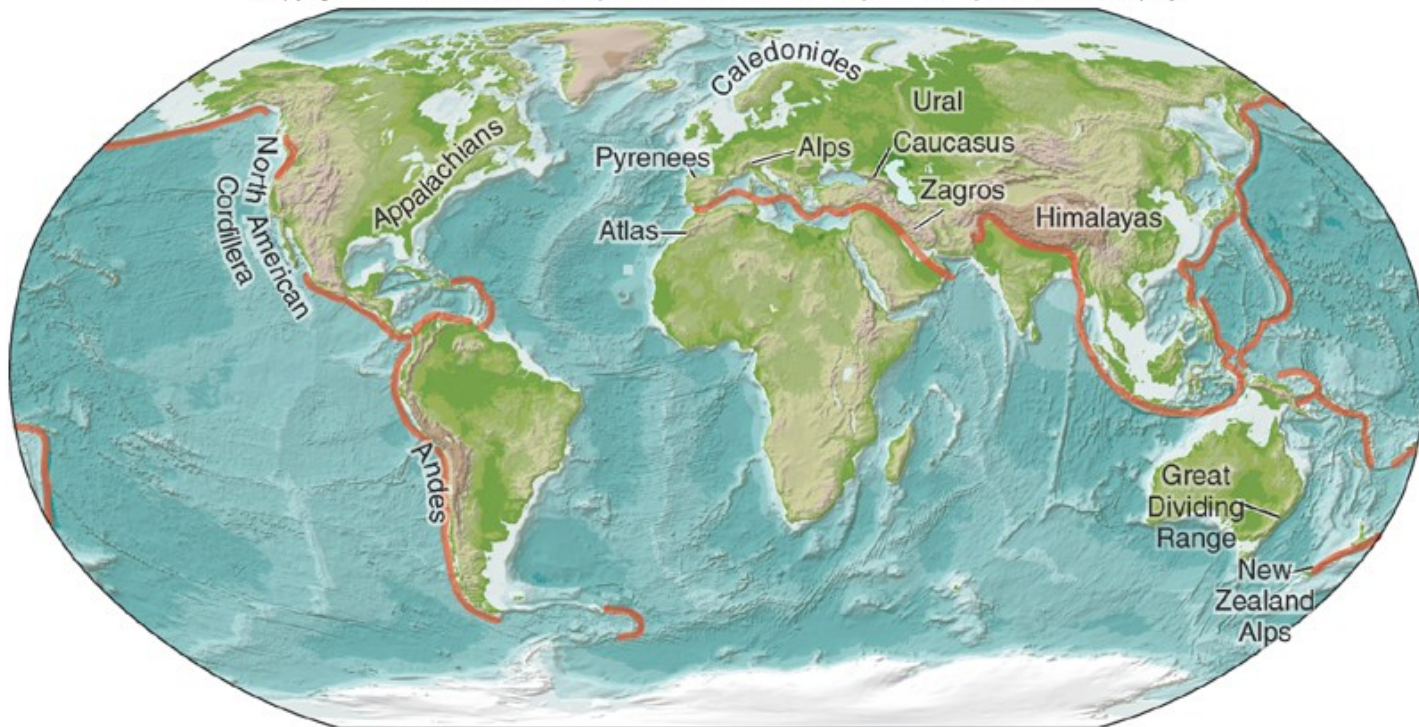 Caledonides
Ural
Pyrenees
Alps
Caucasus
Zagros
Atlas
Himalayas
North American
Cordillera
Appalachians
Andes
Great
Dividing
Range
New
Zealand
Alps